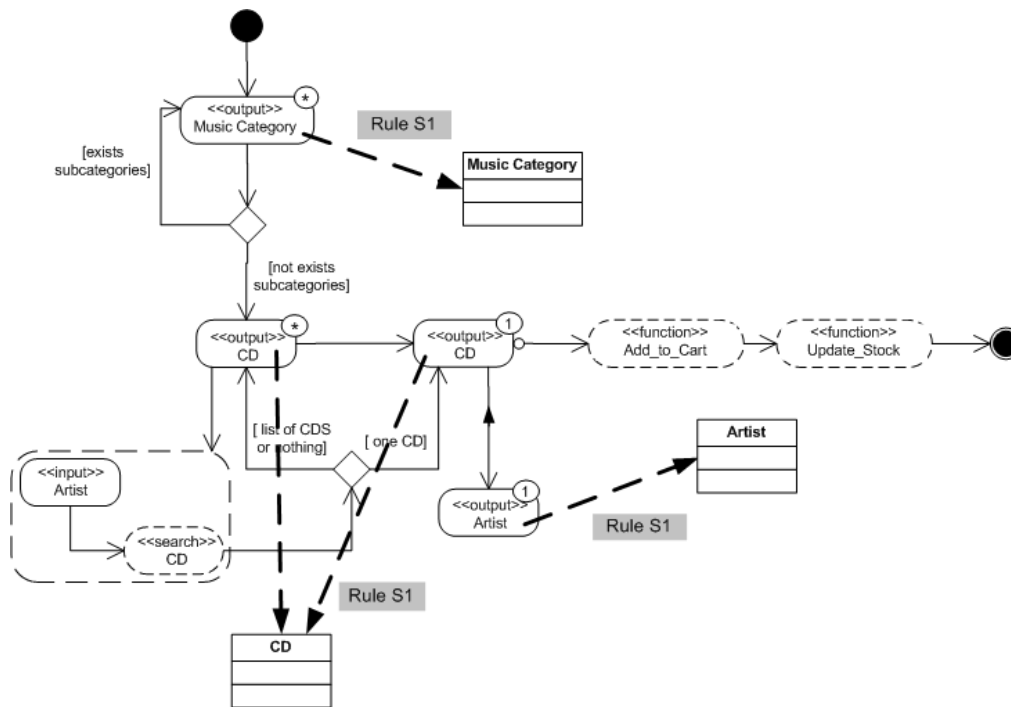 <<output>>
Music Category
*
Rule S1
[exists
subcategories]
Music Category
[not exists
subcategories]
<<output>>
CD
*
<<output>>
CD
1
<<function>>
Add_to_Cart
<<function>>
Update_Stock
[ list of CDS
or nothing]
[ one CD]
Artist
<<input>>
Artist
<<output>>
Artist
1
Rule S1
<<search>>
CD
Rule S1
CD